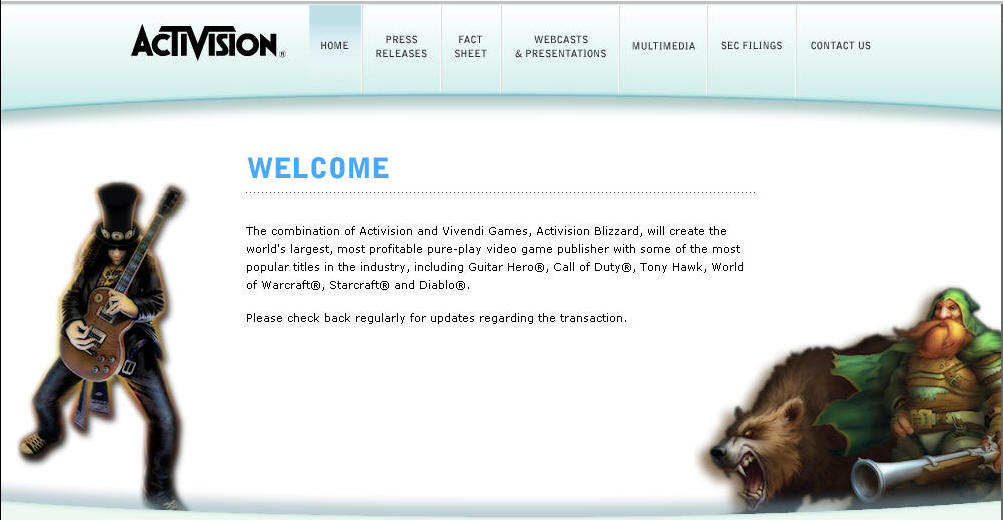 ACTIVISION®
HOME
PRESS
RELEASES
FACT
SHEET
WEBCASTS
& PRESENTATIONS
MULTIMEDIA
SEC FILINGS
CONTACT US
WELCOME
The combination of Activision and Vivendi Games, Activision Blizzard, will create the
world's largest, most profitable pure-play video game publisher with some of the most
popular titles in the industry, including Guitar Hero®, Call of Duty®, Tony Hawk, World
of Warcraft®, Starcraft® and Diablo®.
Please check back regularly for updates regarding the transaction.